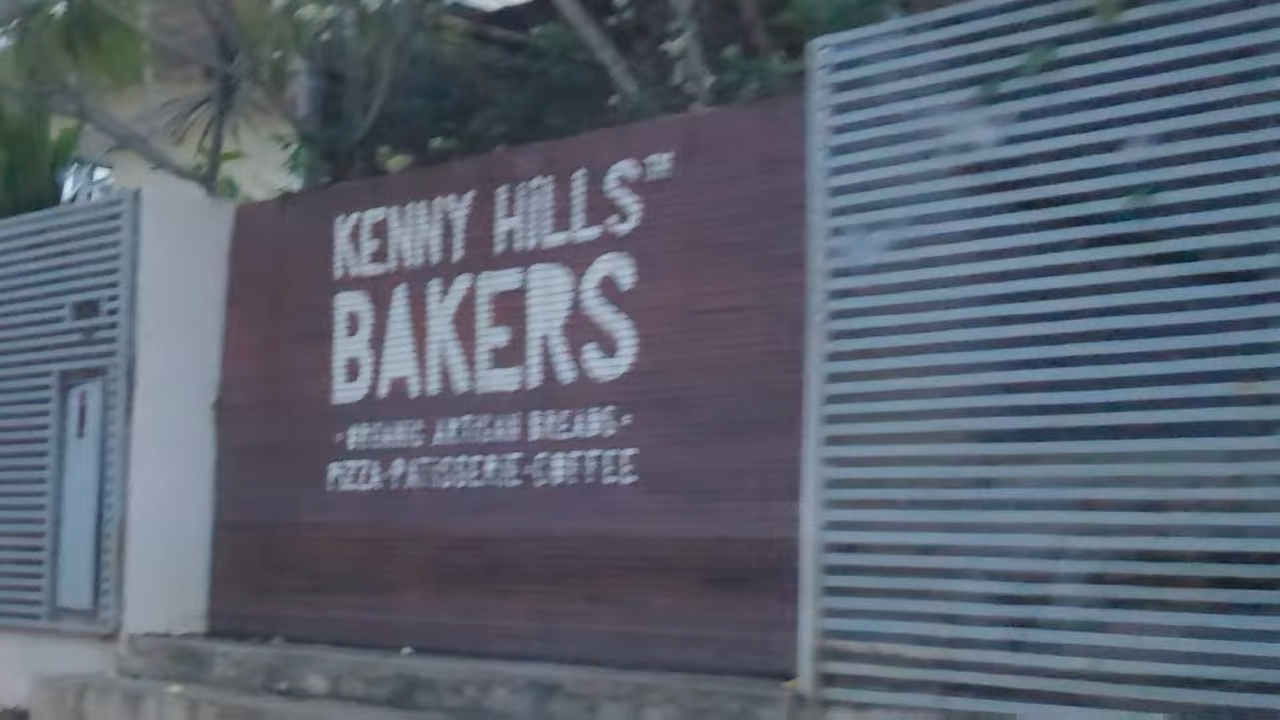 KENNY HILLS™
BAKERS
-ORGANIC ARTISAN BREADS-
PIZZA-PATISSERIE-COFFEE